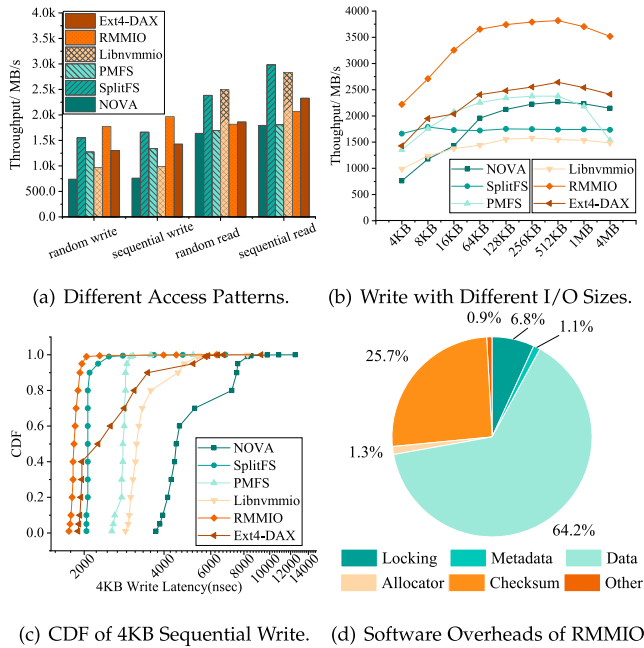 Throughput/ MB/s
3.0k
3.0k
2.5k
2.0k
1.5k
1.0k
500.0
0.0
Ext4-DAX
RMMIO
Libnvmmio
PMFS
SplitFS
NOVA
random write
sequential write
random read
sequential read
(a) Different Access Patterns.
Throughput/ MB/s
4000
3500
3000
2500
2000
1500
1000
500
0
NOVA
SplitFS
PMFS
Libnvmmio
RMMIO
Ext4-DAX
4KB
8KB
16KB
64KB
128KB
256KB
512KB
1MB
4MB
(b) Write with Different I/O Sizes.
CDF
1.0
0.8
0.6
0.4
0.2
0.0
NOVA
SplitFS
PMFS
Libnvmmio
RMMIO
Ext4-DAX
2000
4000
6000
8000
10000
12000
14000
4KB Write Latency(nsec)
(c) CDF of 4KB Sequential Write.
0.9%
6.8%
1.1%
25.7%
1.3%
64.2%
Locking
Metadata
Data
Allocator
Checksum
Other
(d) Software Overheads of RMMIO